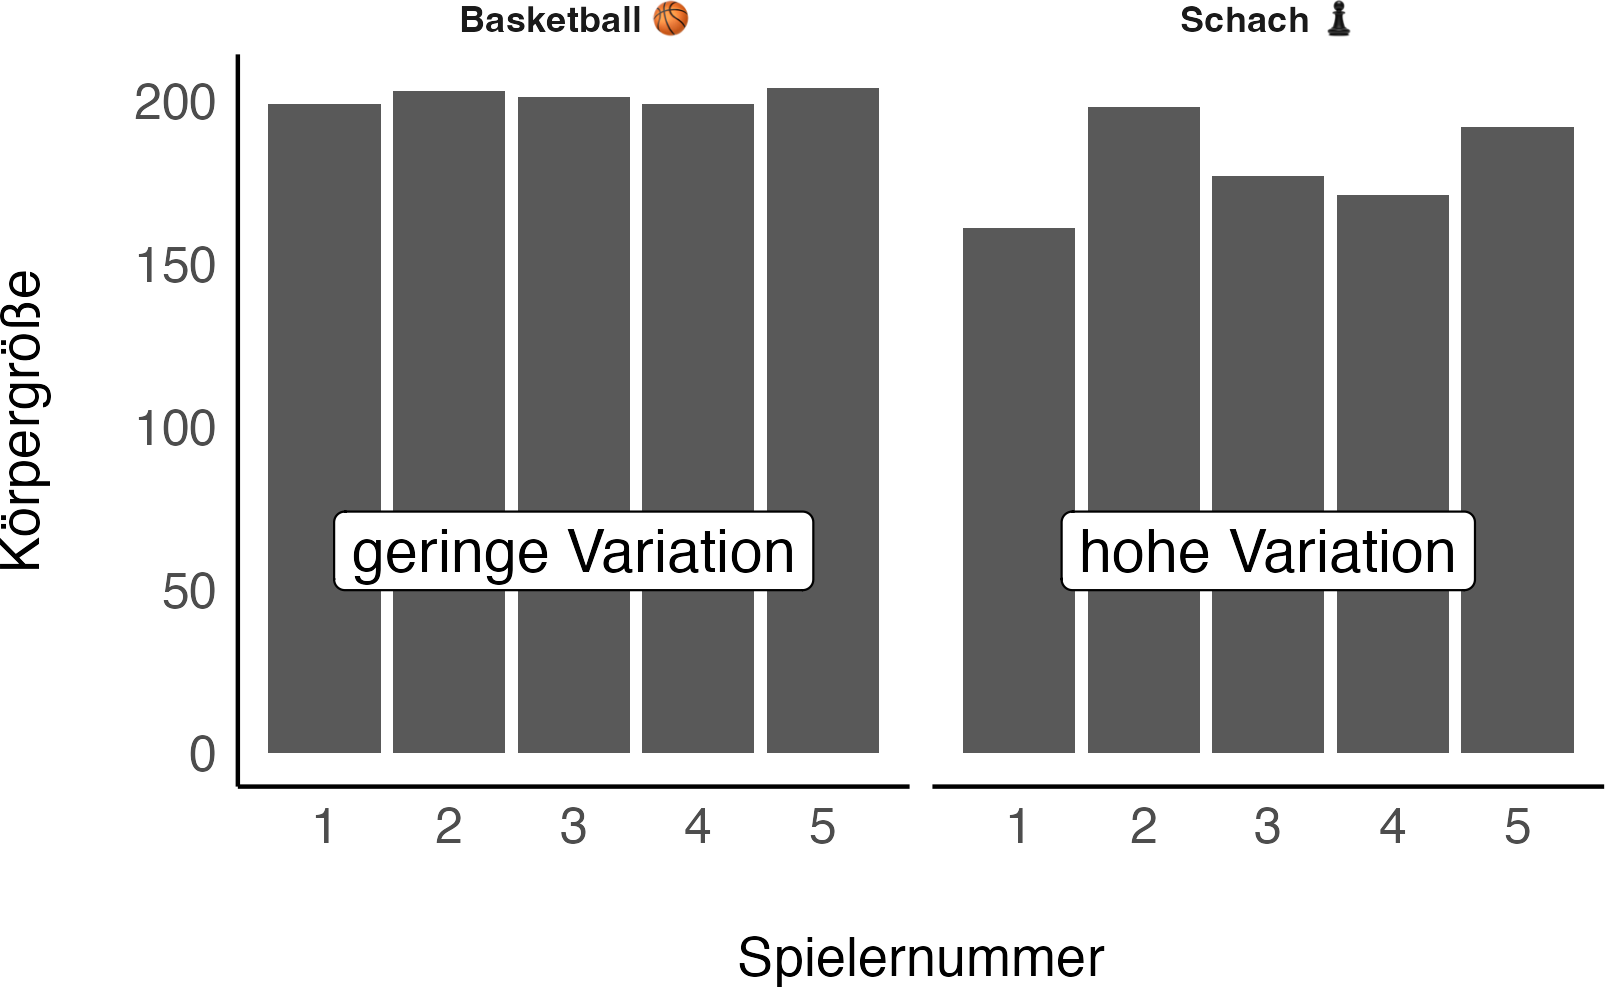 Basketball 🏀
Schach ♟
Körpergröße
200
150
100
50
0
geringe Variation
hohe Variation
1 2 3 4 5
1 2 3 4 5
Spielernummer